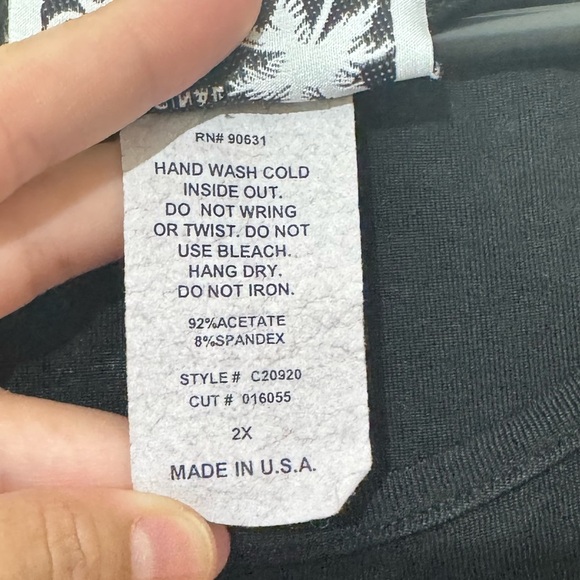 RN# 90631
HAND WASH COLD
INSIDE OUT.
DO NOT WRING
OR TWIST. DO NOT
USE BLEACH.
HANG DRY.
DO NOT IRON.
92%ACETATE
8%SPANDEX
STYLE # C20920
CUT # 016055
2X
MADE IN U.S.A.